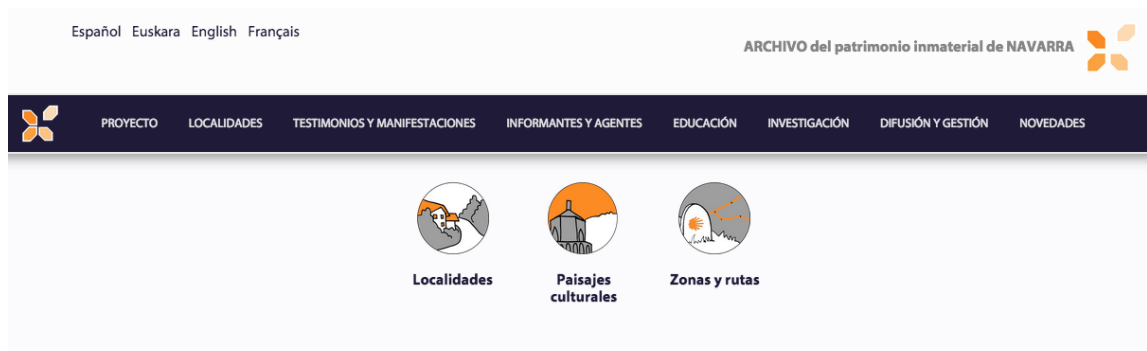 Español Euskara English Français
ARCHIVO del patrimonio inmaterial de NAVARRA
PROYECTO LOCALIDADES TESTIMONIOS Y MANIFESTACIONES INFORMANTES Y AGENTES EDUCACIÓN INVESTIGACIÓN DIFUSIÓN Y GESTIÓN NOVEDADES
Localidades Paisajes Zonas y rutas
culturales